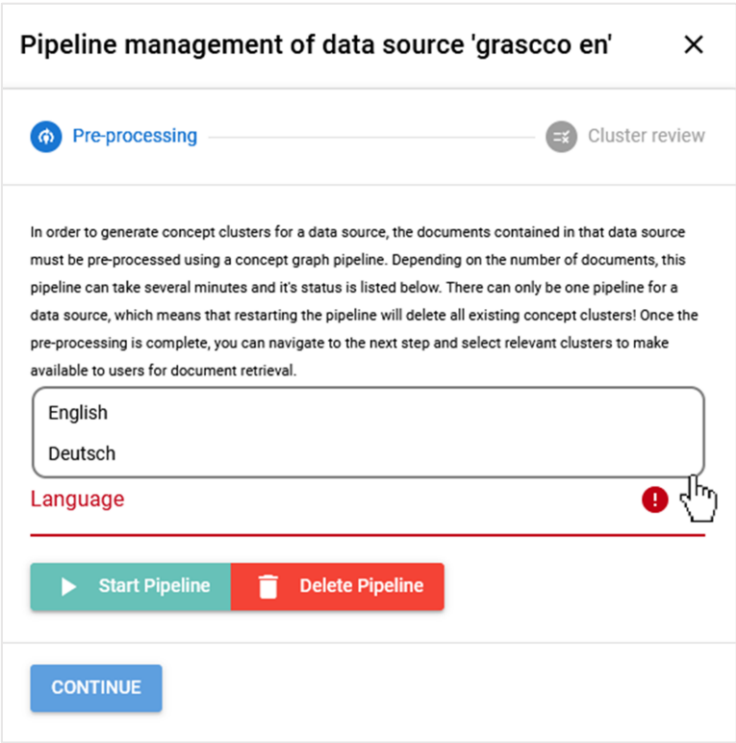 Pipeline management of data source 'grascco en'
Pre-processing
Cluster review
In order to generate concept clusters for a data source, the documents contained in that data source
must be pre-processed using a concept graph pipeline. Depending on the number of documents, this
pipeline can take several minutes and it's status is listed below. There can only be one pipeline for a
data source, which means that restarting the pipeline will delete all existing concept clusters! Once the
pre-processing is complete, you can navigate to the next step and select relevant clusters to make
available to users for document retrieval.
English
Deutsch
Language
Start Pipeline
Delete Pipeline
CONTINUE